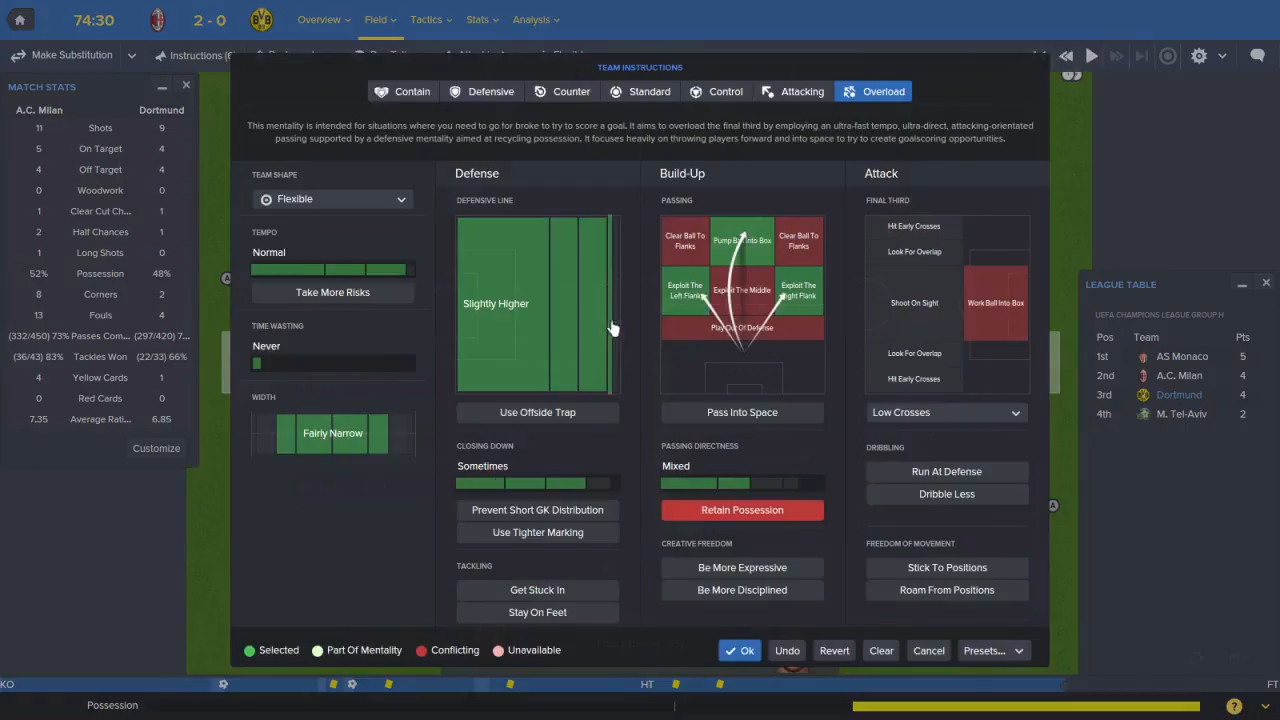 74:30
2 - 0
Overview
Field
Tactics
Stats
Analysis
Make Substitution
Instructions (6
TEAM INSTRUCTIONS
MATCH STATS
A.C. Milan Dortmund
11 Shots 9
5 On Target 4
4 Off Target 4
0 Woodwork 0
1 Clear Cut Ch... 1
2 Half Chances 1
1 Long Shots 0
52% Possession 48%
8 Corners 2
13 Fouls 4
(332/450) 73% Passes Com... (297/420) 7...
(36/43) 83% Tackles Won (22/33) 66%
4 Yellow Cards 1
0 Red Cards 0
7.35 Average Rati... 6.85
Customize
Contain
Defensive
Counter
Standard
Control
Attacking
Overload
This mentality is intended for situations where you need to go for broke to try to score a goal. It aims to overload the final third by employing an ultra-fast tempo, ultra-direct, attacking-orientated
passing supported by a defensive mentality aimed at recycling possession. It focuses heavily on throwing players forward and into space to try to create goalscoring opportunities.
TEAM SHAPE
Flexible
TEMPO
Normal
Take More Risks
TIME WASTING
Never
WIDTH
Fairly Narrow
Defense
DEFENSIVE LINE
Slightly Higher
Use Offside Trap
CLOSING DOWN
Sometimes
Prevent Short GK Distribution
Use Tighter Marking
TACKLING
Get Stuck In
Stay On Feet
Build-Up
PASSING
Clear Ball To
Flanks
Pump Ball Into Box
Clear Ball To
Flanks
Exploit The
Left Flank
Exploit The Middle
Exploit The
Right Flank
Play Out Of Defense
Pass Into Space
PASSING DIRECTNESS
Mixed
Retain Possession
CREATIVE FREEDOM
Be More Expressive
Be More Disciplined
Attack
FINAL THIRD
Hit Early Crosses
Look For Overlap
Shoot On Sight
Work Ball Into Box
Look For Overlap
Hit Early Crosses
Low Crosses
DRIBBLING
Run At Defense
Dribble Less
FREEDOM OF MOVEMENT
Stick To Positions
Roam From Positions
Selected
Part Of Mentality
Conflicting
Unavailable
Ok
Undo
Revert
Clear
Cancel
Presets...
LEAGUE TABLE
UEFA CHAMPIONS LEAGUE GROUP H
Pos Team Pts
1st AS Monaco 5
2nd A.C. Milan 4
3rd Dortmund 4
4th M. Tel-Aviv 2
KO
HT
FT
Possession